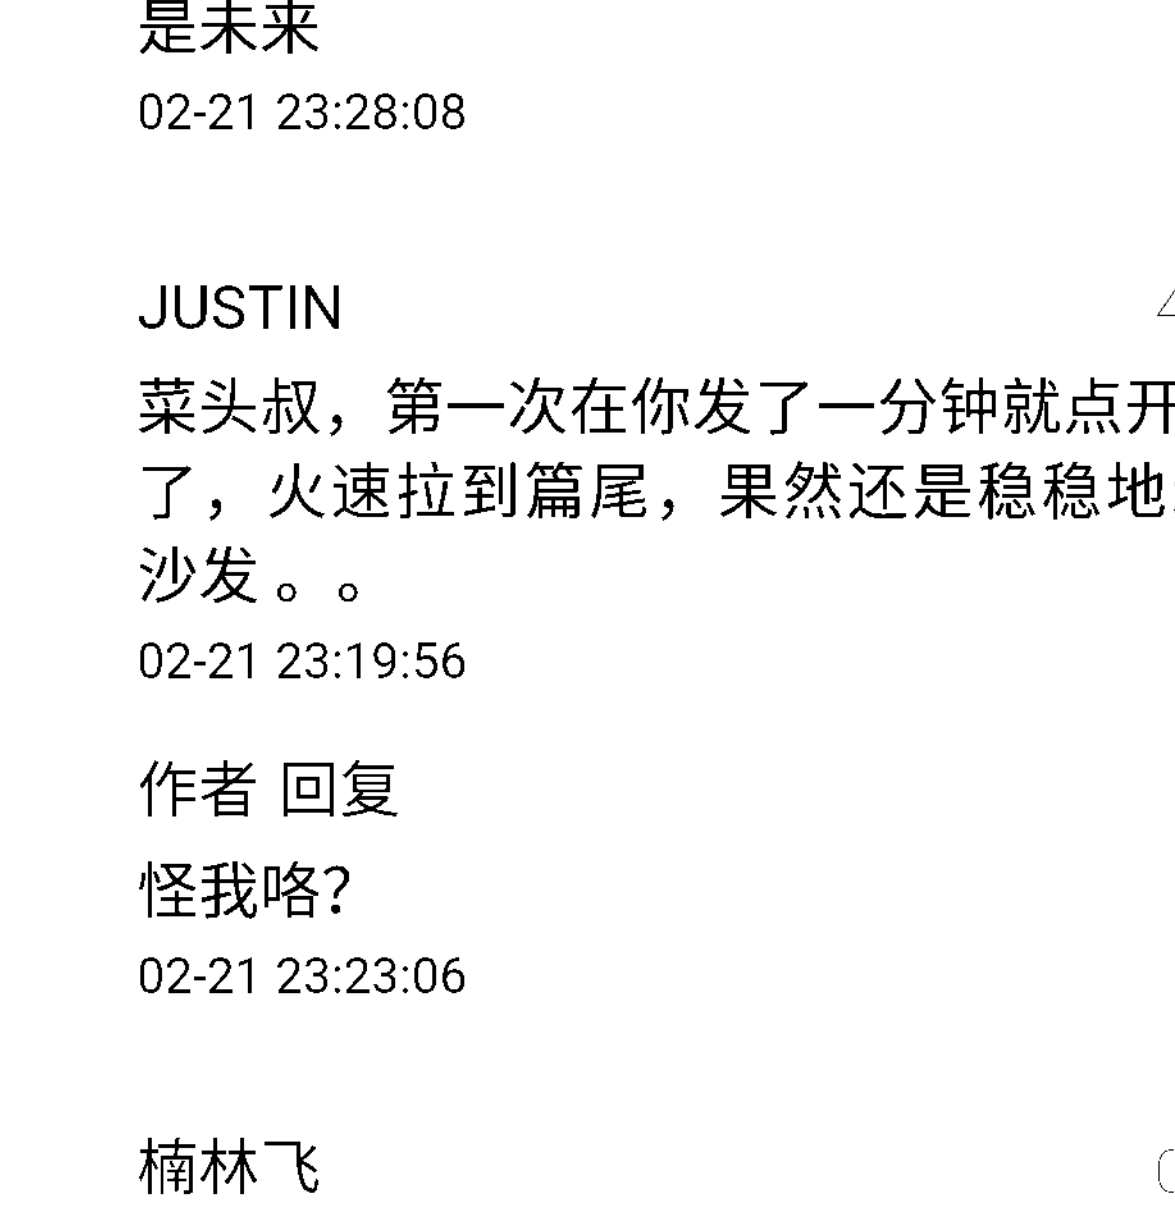 是未来
02-21 23:28:08
JUSTIN
菜头叔，第一次在你发了一分钟就点开
了，火速拉到篇尾，果然还是稳稳地
沙发。。
02-21 23:19:56
作者 回复
怪我咯？
02-21 23:23:06
楠林飞